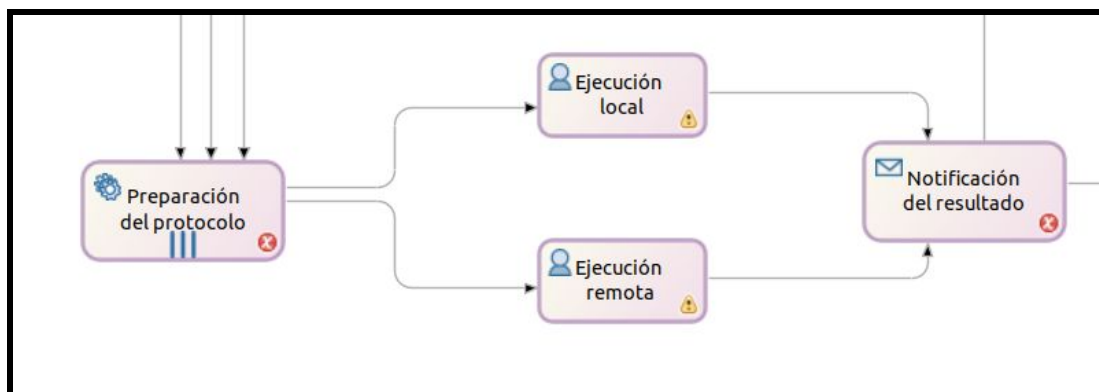 Ejecución
local
Preparación
del protocolo
Notificación
del resultado
Ejecución
remota